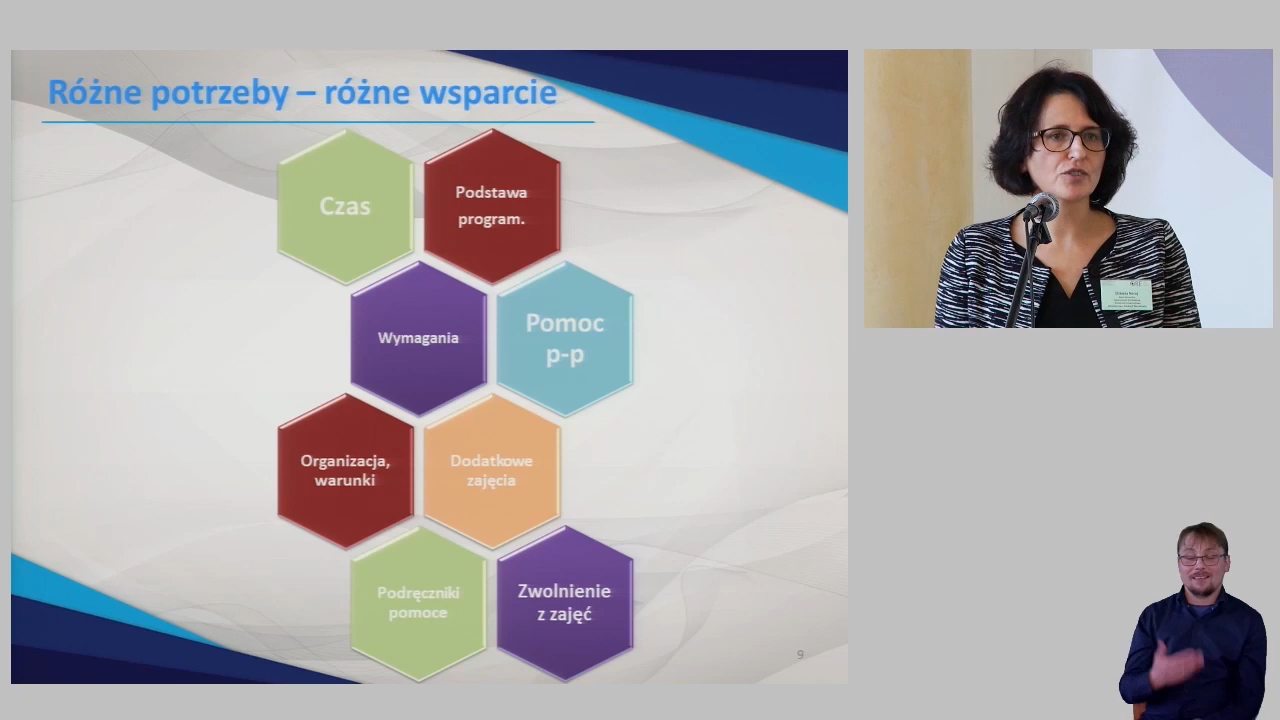 Różne potrzeby – różne wsparcie
Czas
Podstawa
program.
Wymagania
Pomoc
p-p
Organizacja,
warunki
Dodatkowe
zajęcia
Podręczniki
pomoce
Zwolnienie
z zajęć
9